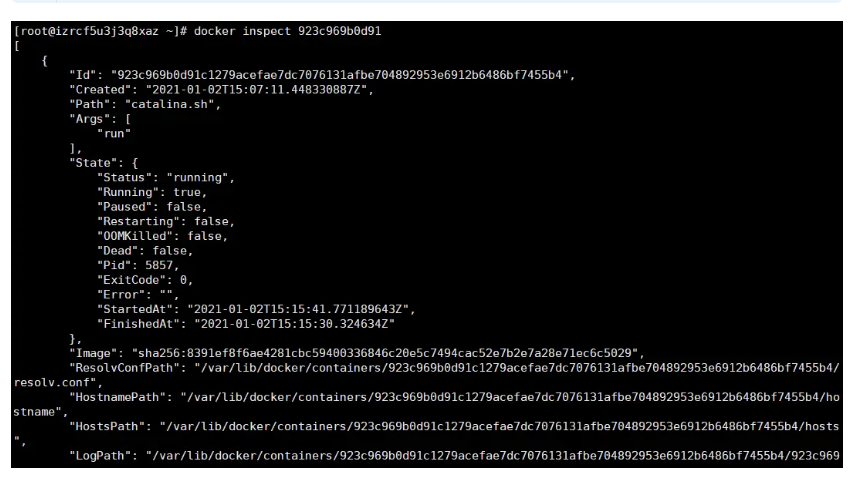 [root@izrcf5u3j3q8xaz ~]# docker inspect 923c969b0d91
[
    {
        "Id": "923c969b0d91c1279acefae7dc7076131afbe704892953e6912b6486bf7455b4",
        "Created": "2021-01-02T15:07:11.448330887Z",
        "Path": "catalina.sh",
        "Args": [
            "run"
        ],
        "State": {
            "Status": "running",
            "Running": true,
            "Paused": false,
            "Restarting": false,
            "OOMKilled": false,
            "Dead": false,
            "Pid": 5857,
            "ExitCode": 0,
            "Error": "",
            "StartedAt": "2021-01-02T15:15:41.771189643Z",
            "FinishedAt": "2021-01-02T15:15:30.324634Z"
        },
        "Image": "sha256:8391ef8f6ae4281cbc59400336846c20e5c7494cac52e7b2e7a28e71ec6c5029",
        "ResolvConfPath": "/var/lib/docker/containers/923c969b0d91c1279acefae7dc7076131afbe704892953e6912b6486bf7455b4/
resolv.conf",
        "HostnamePath": "/var/lib/docker/containers/923c969b0d91c1279acefae7dc7076131afbe704892953e6912b6486bf7455b4/ho
stname",
        "HostsPath": "/var/lib/docker/containers/923c969b0d91c1279acefae7dc7076131afbe704892953e6912b6486bf7455b4/hosts
",
        "LogPath": "/var/lib/docker/containers/923c969b0d91c1279acefae7dc7076131afbe704892953e6912b6486bf7455b4/923c969